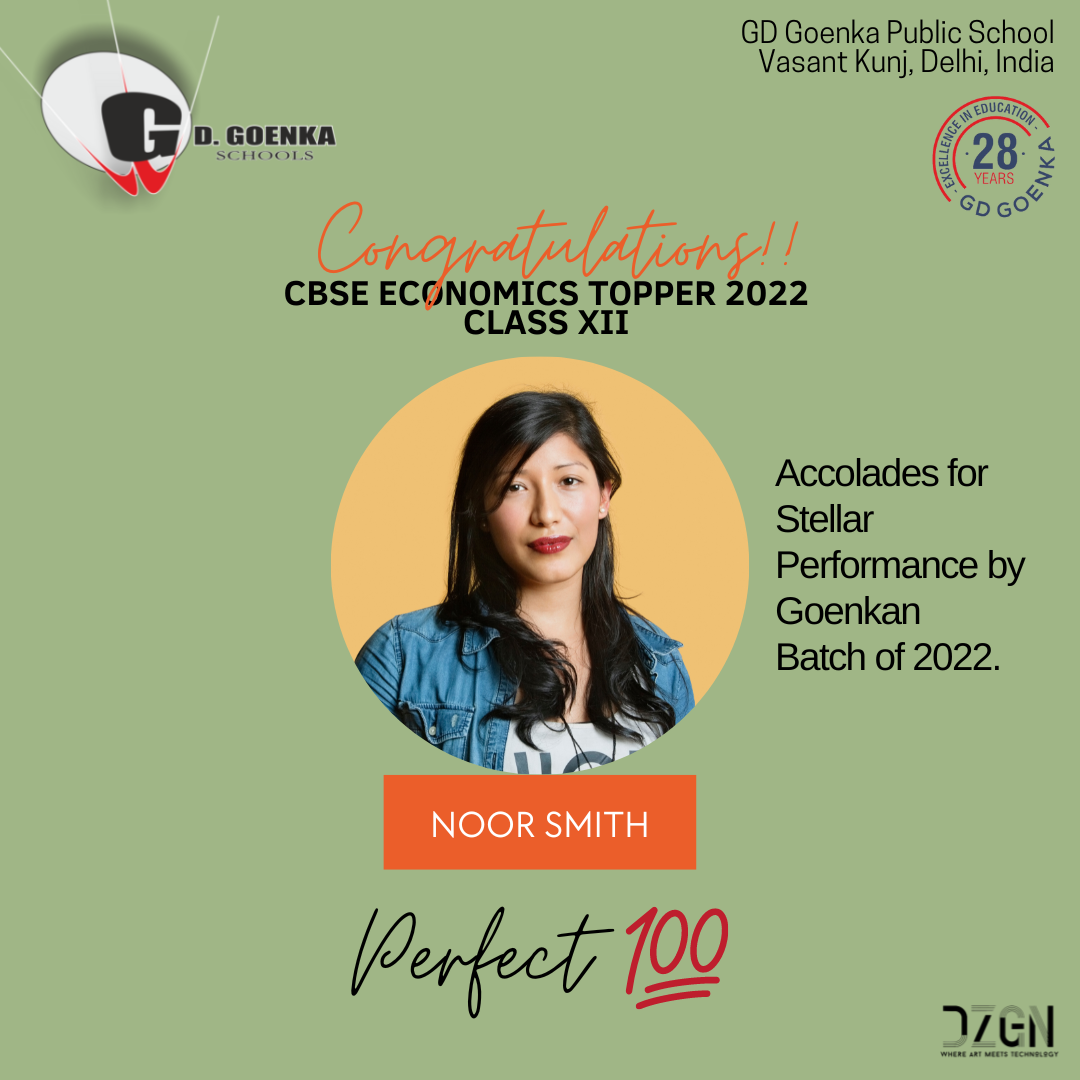 GD Goenka Public School
Vasant Kunj, Delhi, India
G D. GOENKA
SCHOOLS
- EXCELLENCE IN EDUCATION -
28
YEARS
GD GOENKA
Congratulations!!
CBSE ECONOMICS TOPPER 2022
CLASS XII
Accolades for
Stellar
Performance by
Goenkan
Batch of 2022.
NOOR SMITH
Perfect 100
DZGN
WHERE ART MEETS TECHNOLOGY